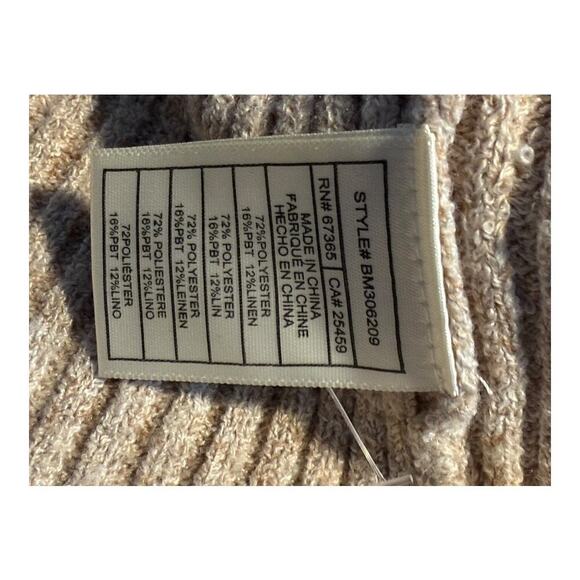 STYLE# BM306209
RN# 67365 CA# 25459
MADE IN CHINA
FABRIQUÉ EN CHINE
HECHO EN CHINA
72%POLYESTER
16%PBT 12%LINEN
72% POLYESTER
16%PBT 12%LIN
72% POLYESTER
16%PBT 12%LEINEN
72% POLIESTERE
16%PBT 12%LINO
72POLIÉSTER
16%PBT 12%LINO